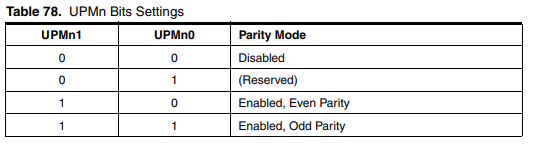 Table 78. UPMn Bits Settings
UPMn1 UPMn0 Parity Mode
0 0 Disabled
0 1 (Reserved)
1 0 Enabled, Even Parity
1 1 Enabled, Odd Parity